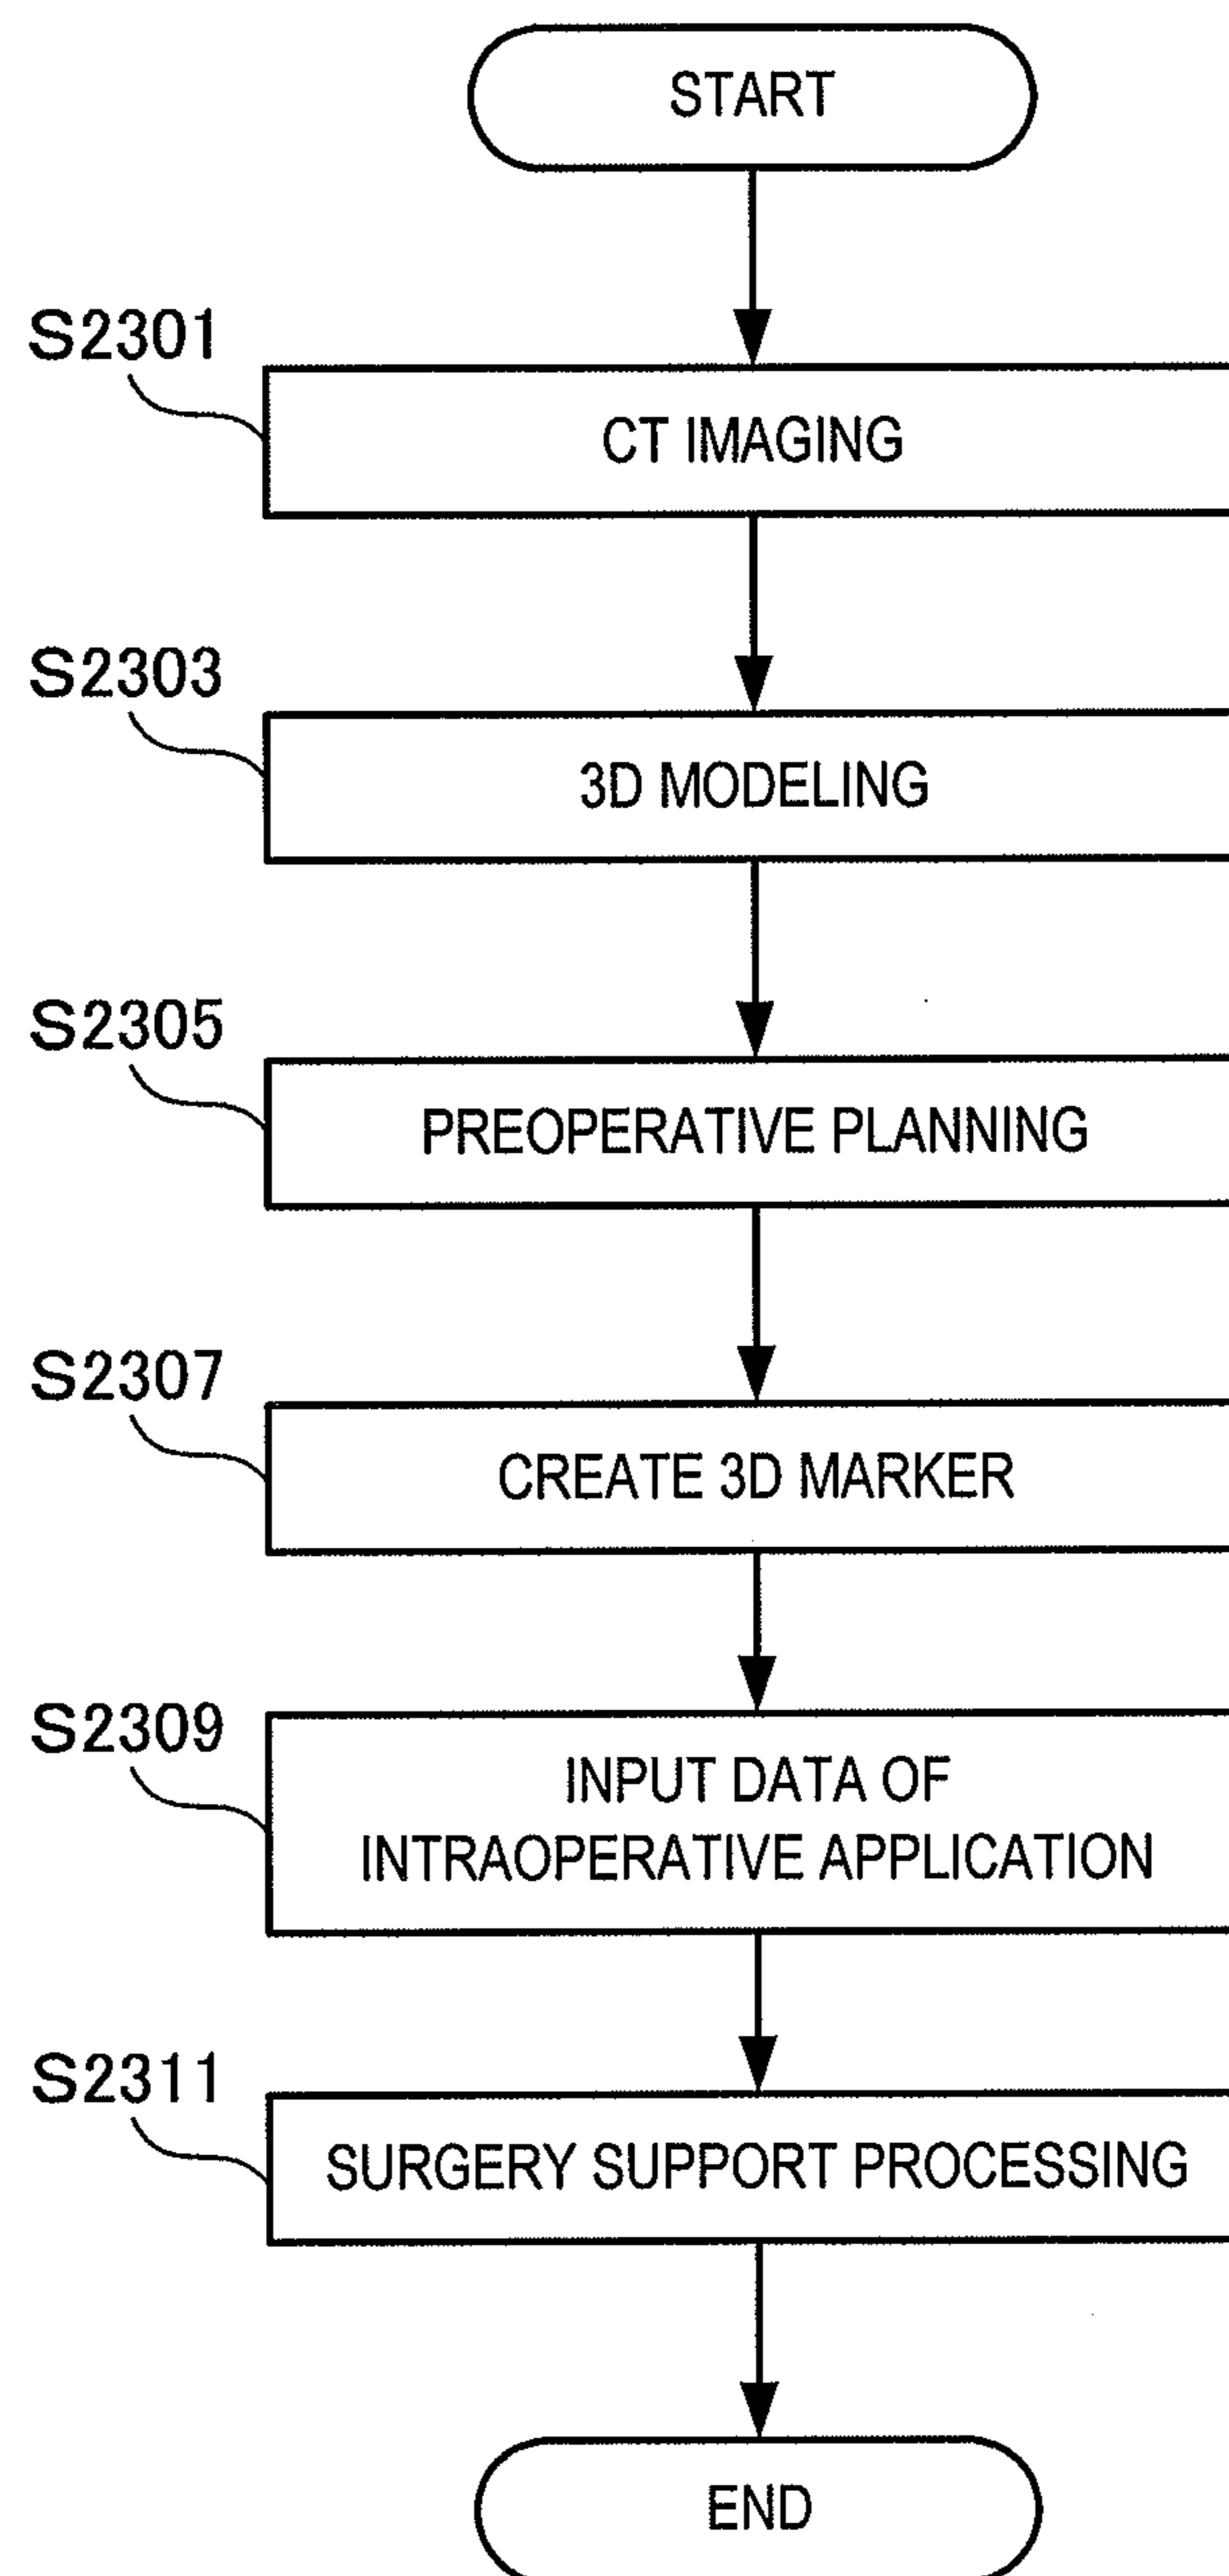 START
S2301
CT IMAGING
S2303
3D MODELING
S2305
PREOPERATIVE PLANNING
S2307
CREATE 3D MARKER
S2309
INPUT DATA OF
INTRAOPERATIVE APPLICATION
S2311
SURGERY SUPPORT PROCESSING
END